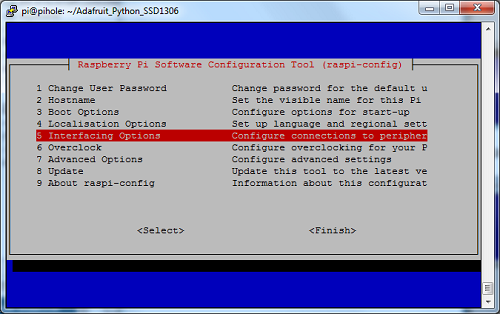 pi@pihole: ~/Adafruit_Python_SSD1306
Raspberry Pi Software Configuration Tool (raspi-config)
1 Change User Password Change password for the default u
2 Hostname Set the visible name for this Pi
3 Boot Options Configure options for start-up
4 Localisation Options Set up language and regional sett
5 Interfacing Options Configure connections to peripher
6 Overclock Configure overclocking for your P
7 Advanced Options Configure advanced settings
8 Update Update this tool to the latest ve
9 About raspi-config Information about this configurat
<Select> <Finish>